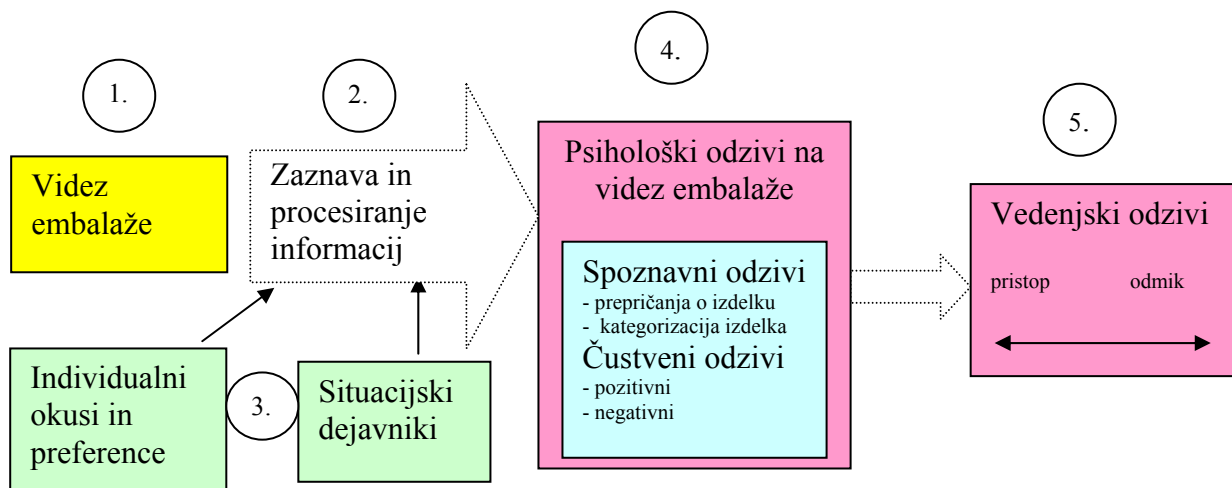 1.
Videz
embalaže
2.
Zaznava in
procesiranje
informacij
Individualni
okusi in
preference
3.
Situacijski
dejavniki
4.
Psihološki odzivi na
videz embalaže
Spoznavni odzivi
- prepričanja o izdelku
- kategorizacija izdelka
Čustveni odzivi
- pozitivni
- negativni
5.
Vedenjski odzivi
pristop odmik